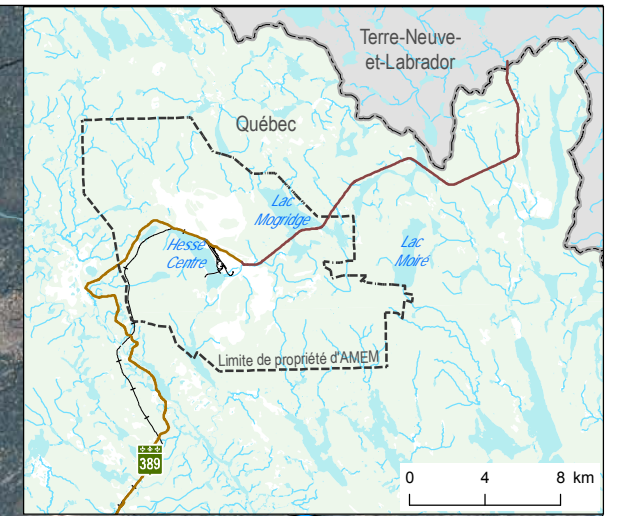 Terre-Neuve-
et-Labrador
Québec
Lac
Mogridge
Hesse
Centre
Lac
Moiré
Limite de propriété d'AMEM
389
0 4 8 km